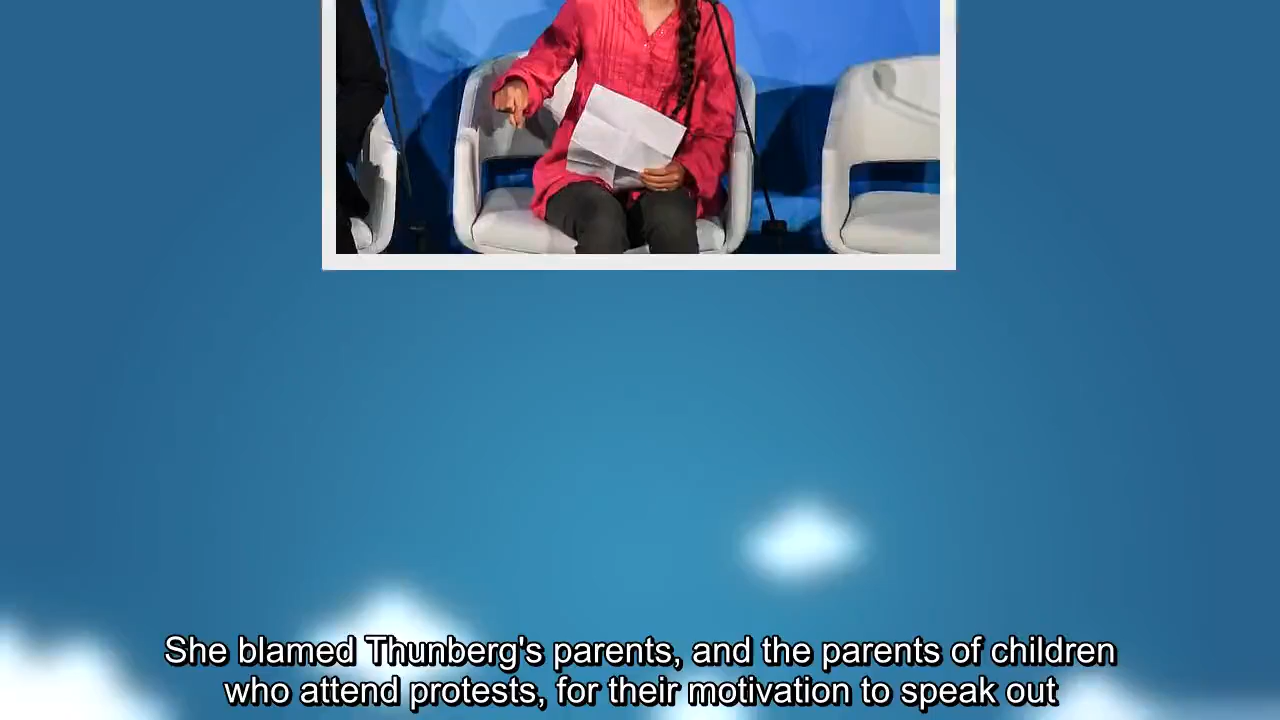 She blamed Thunberg's parents, and the parents of children
who attend protests, for their motivation to speak out